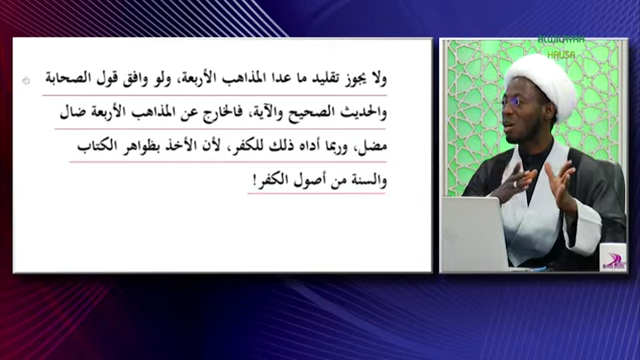 ولا يجوز تقليد ما عدا المذاهب الأربعة، ولو وافق قول الصحابة
والحديث الصحيح والآية، فالخارج عن المذاهب الأربعة ضال
مضل، وربما أداه ذلك للكفر، لأن الأخذ بظواهر الكتاب
والسنة من أصول الكفر!
ALWILAYAH
HAUSA